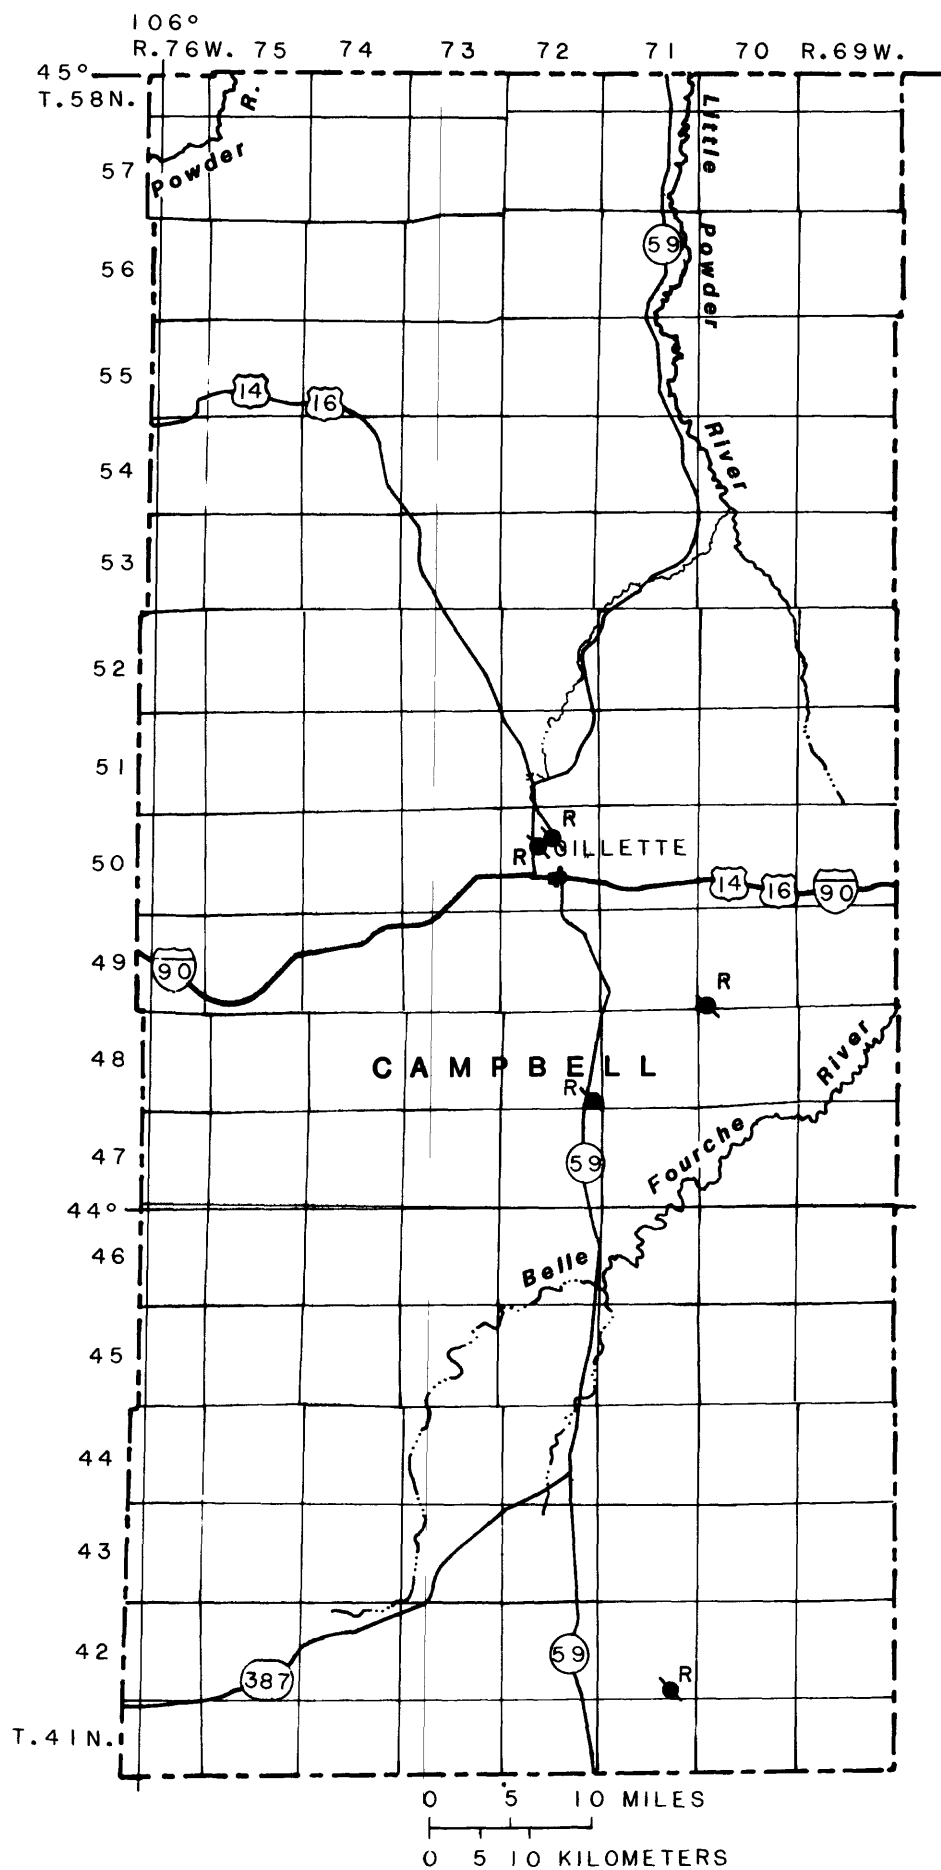 106°
R.76W. 75 74 73 72 71 70 R.69W.
45°
T.58N.
R.
Powder
Little
57
59
Powder
56
55
14
16
River
54
53
52
51
R
R
GILLETTE
50
14
16
90
49
90
R
River
48
CAMPBELL
R
Fourche
47
59
44°
46
Belle
45
44
43
42
59
387
R
T.41N.
0 5 10 MILES
0 5 10 KILOMETERS